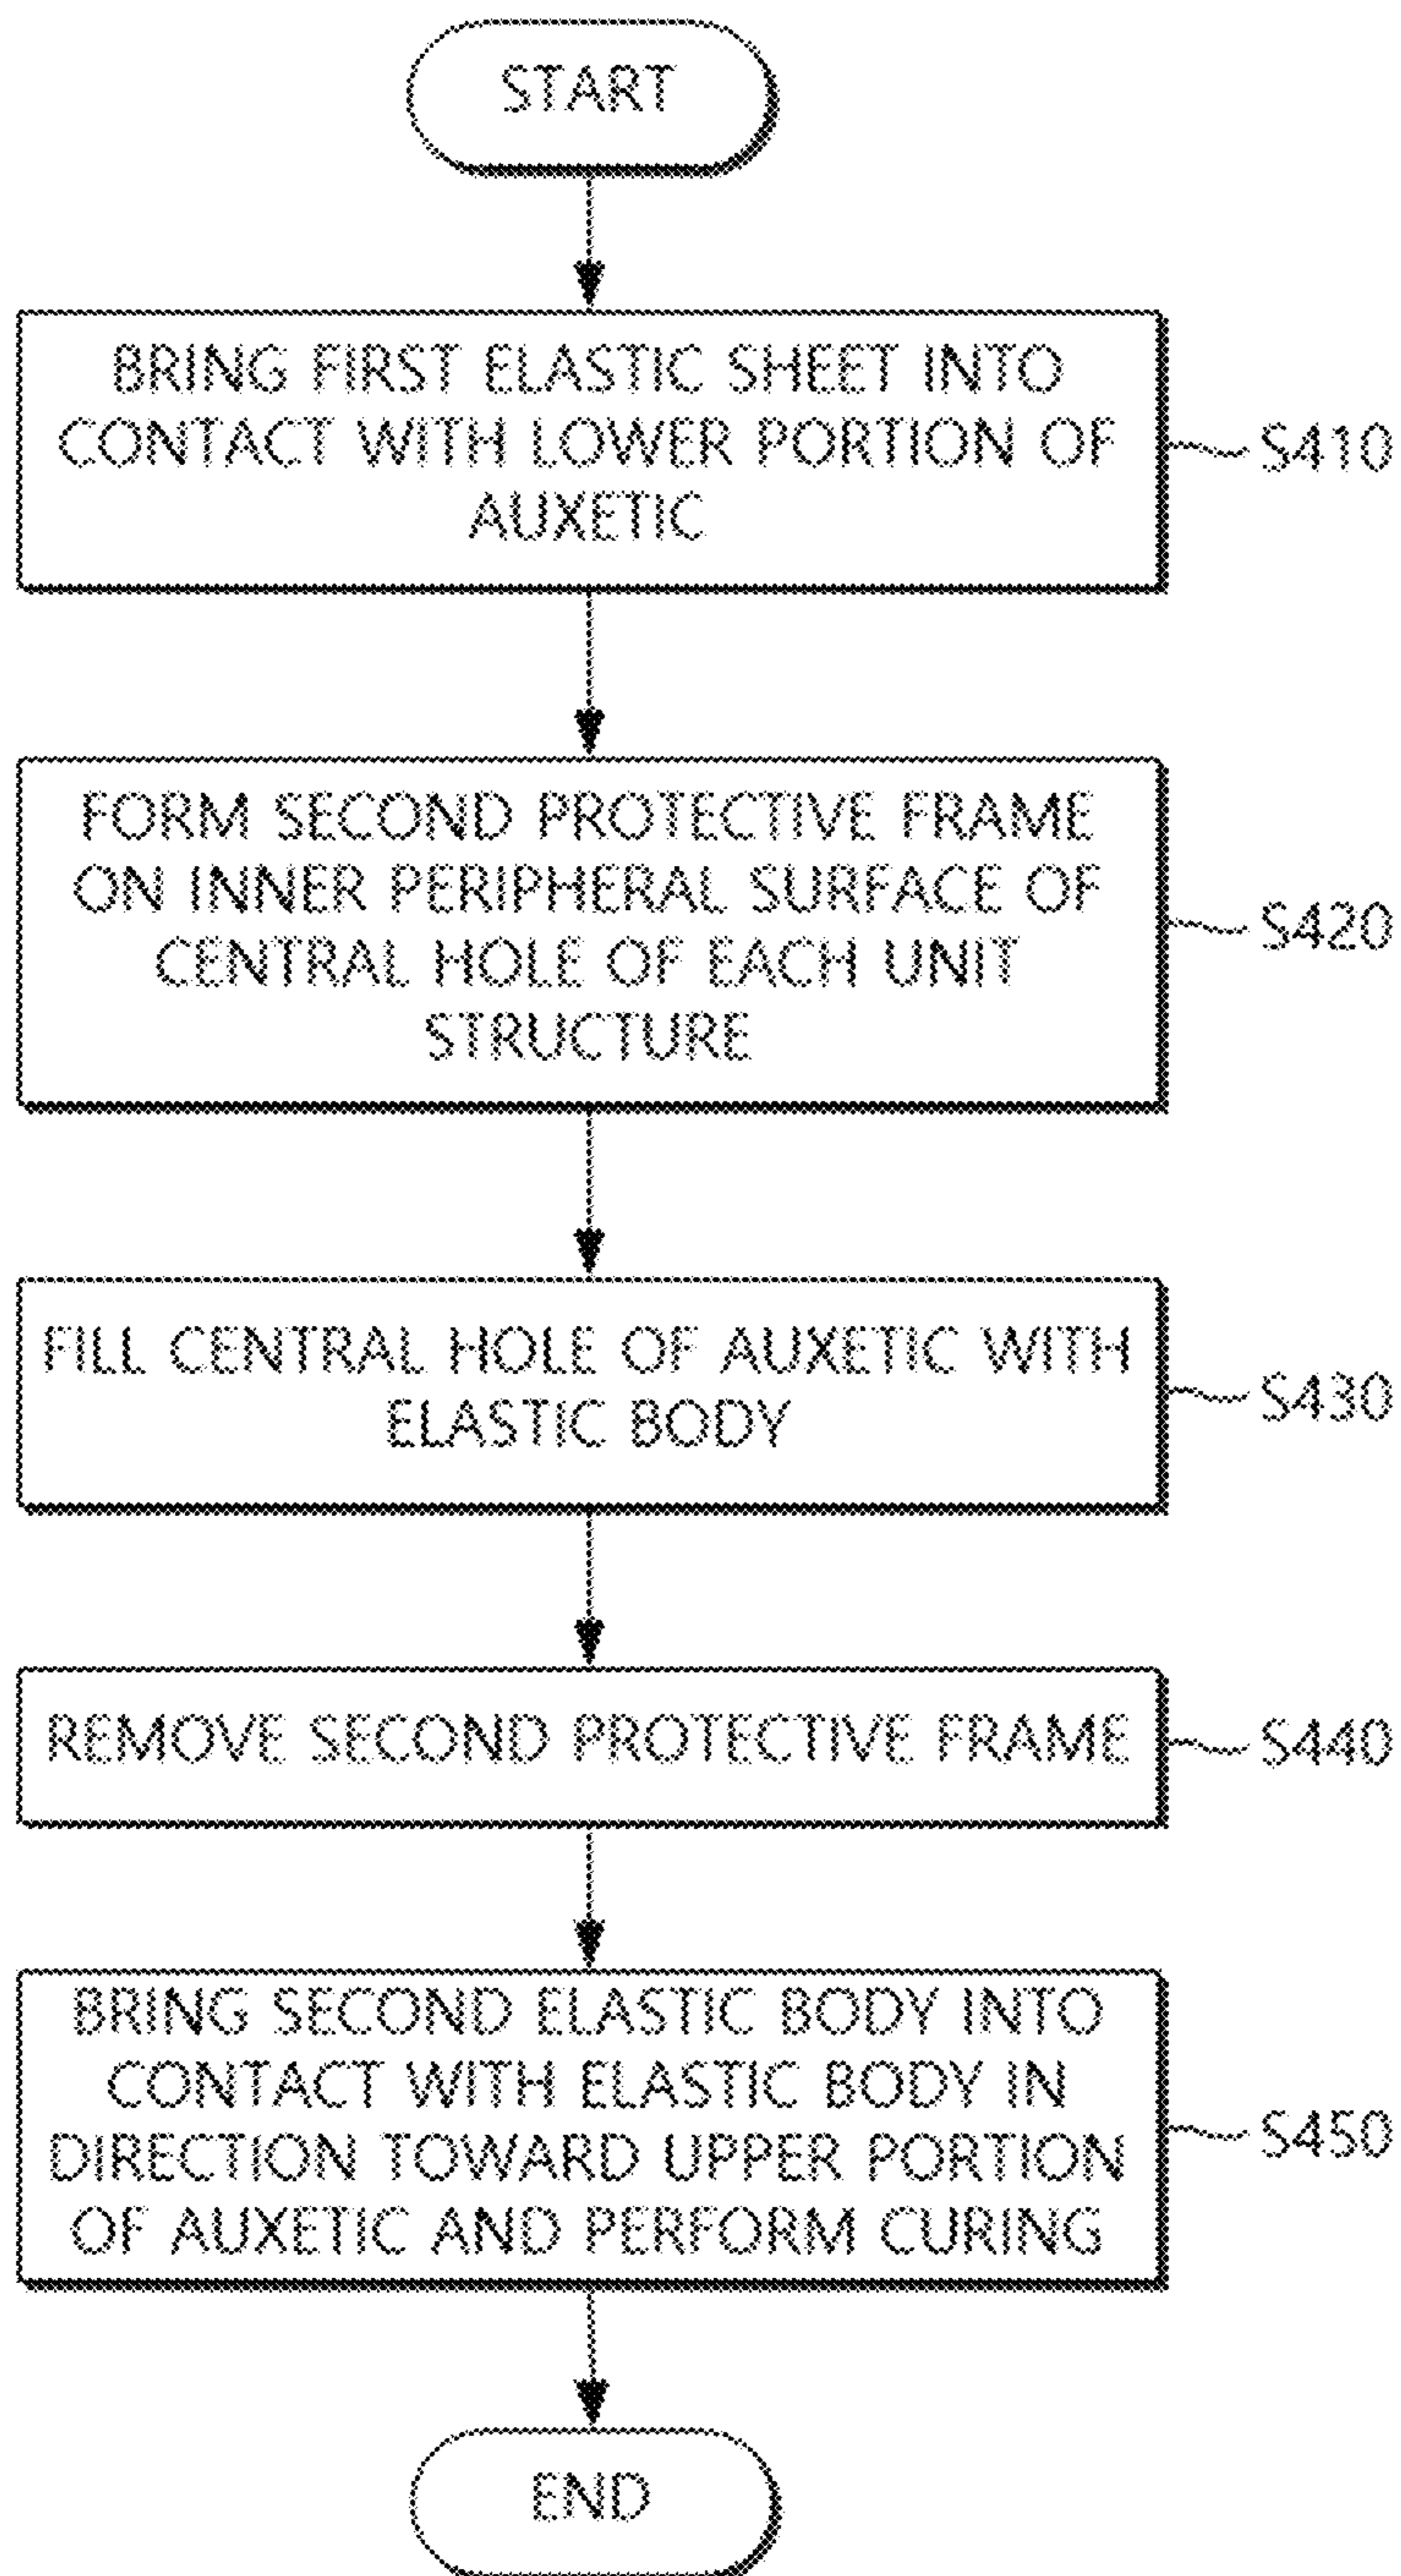 START
BRING FIRST ELASTIC SHEET INTO
CONTACT WITH LOWER PORTION OF
AUXETIC
S410
FORM SECOND PROTECTIVE FRAME
ON INNER PERIPHERAL SURFACE OF
CENTRAL HOLE OF EACH UNIT
STRUCTURE
S420
FILL CENTRAL HOLE OF AUXETIC WITH
ELASTIC BODY
S430
REMOVE SECOND PROTECTIVE FRAME
S440
BRING SECOND ELASTIC BODY INTO
CONTACT WITH ELASTIC BODY IN
DIRECTION TOWARD UPPER PORTION
OF AUXETIC AND PERFORM CURING
S450
END